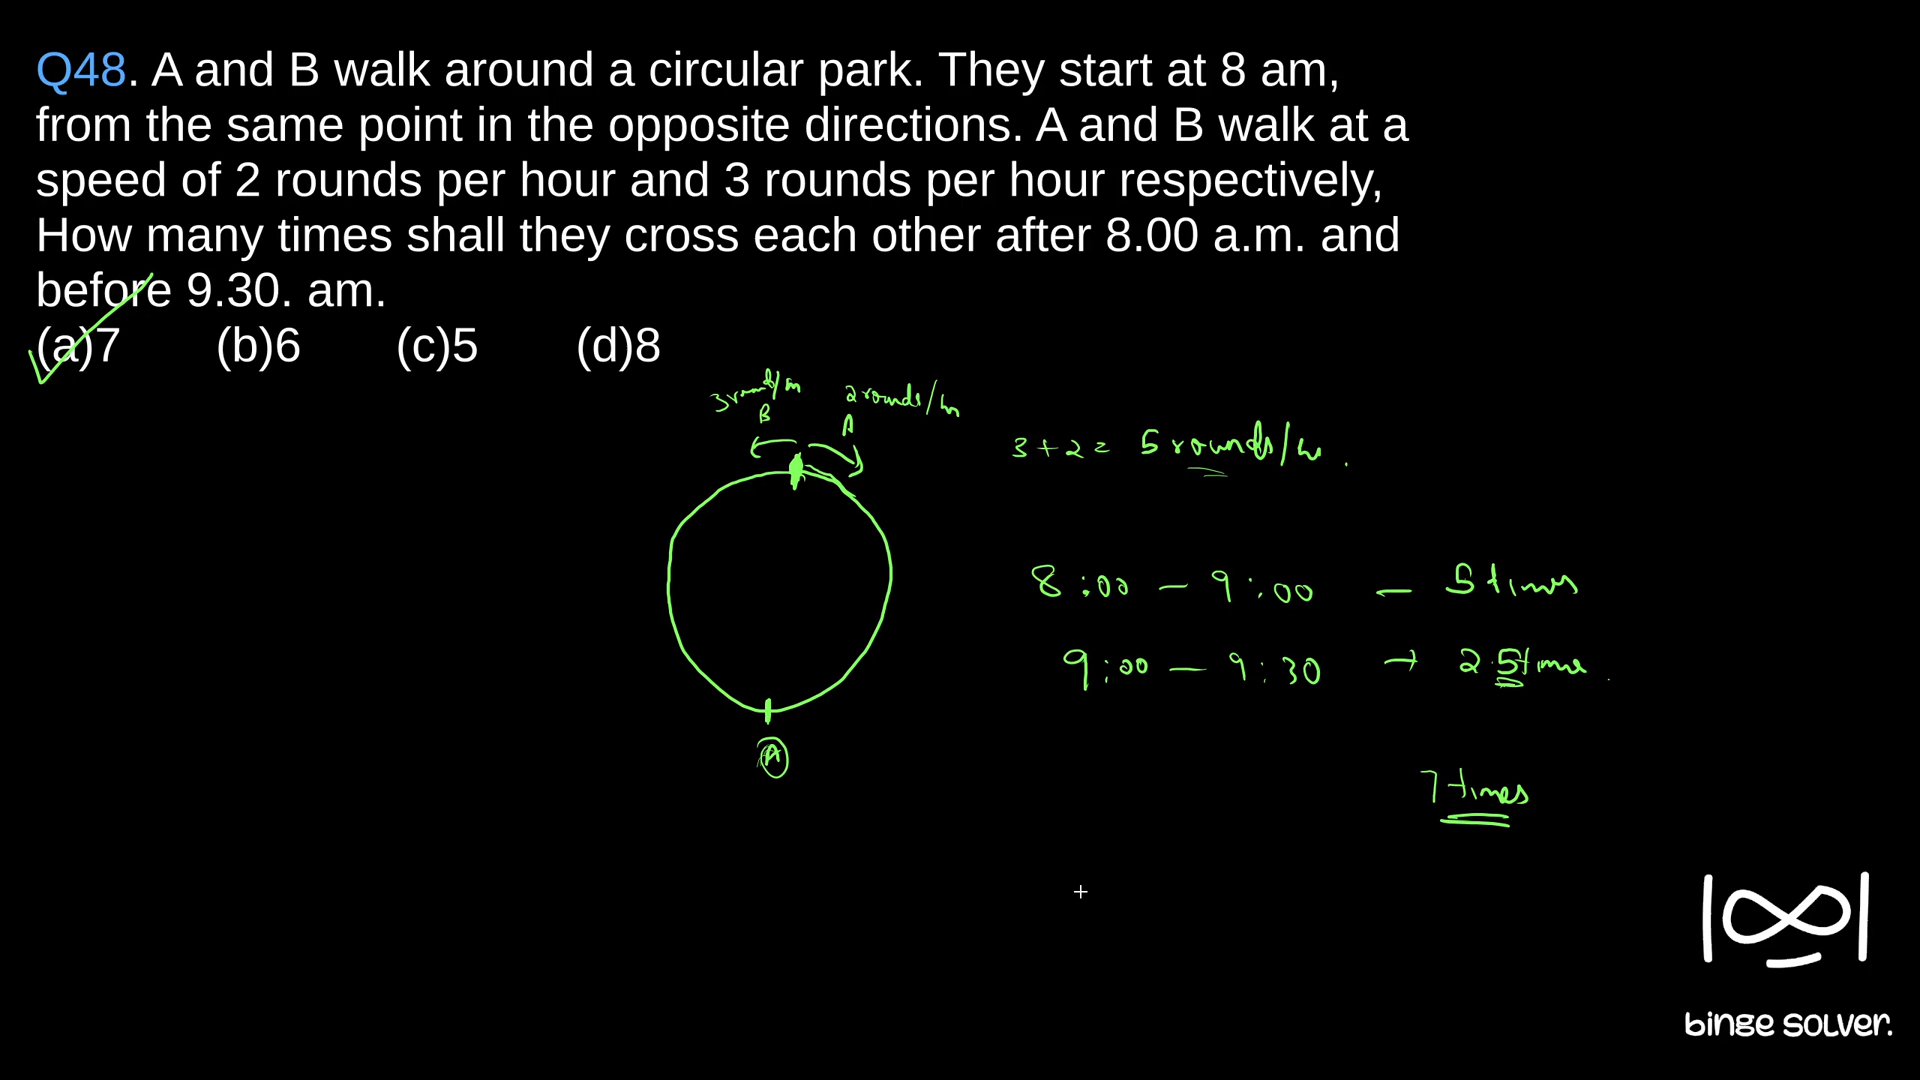 Q48. A and B walk around a circular park. They start at 8 am,
from the same point in the opposite directions. A and B walk at a
speed of 2 rounds per hour and 3 rounds per hour respectively,
How many times shall they cross each other after 8.00 a.m. and
before 9.30. am.
(a)7 (b)6 (c)5 (d)8
2 rounds/hr
B A
3+2= 5 rounds/hr.
8:00 - 9:00 - 5 times
9:00 - 9:30 → 2.5 time.
A
7 times
binge solver.